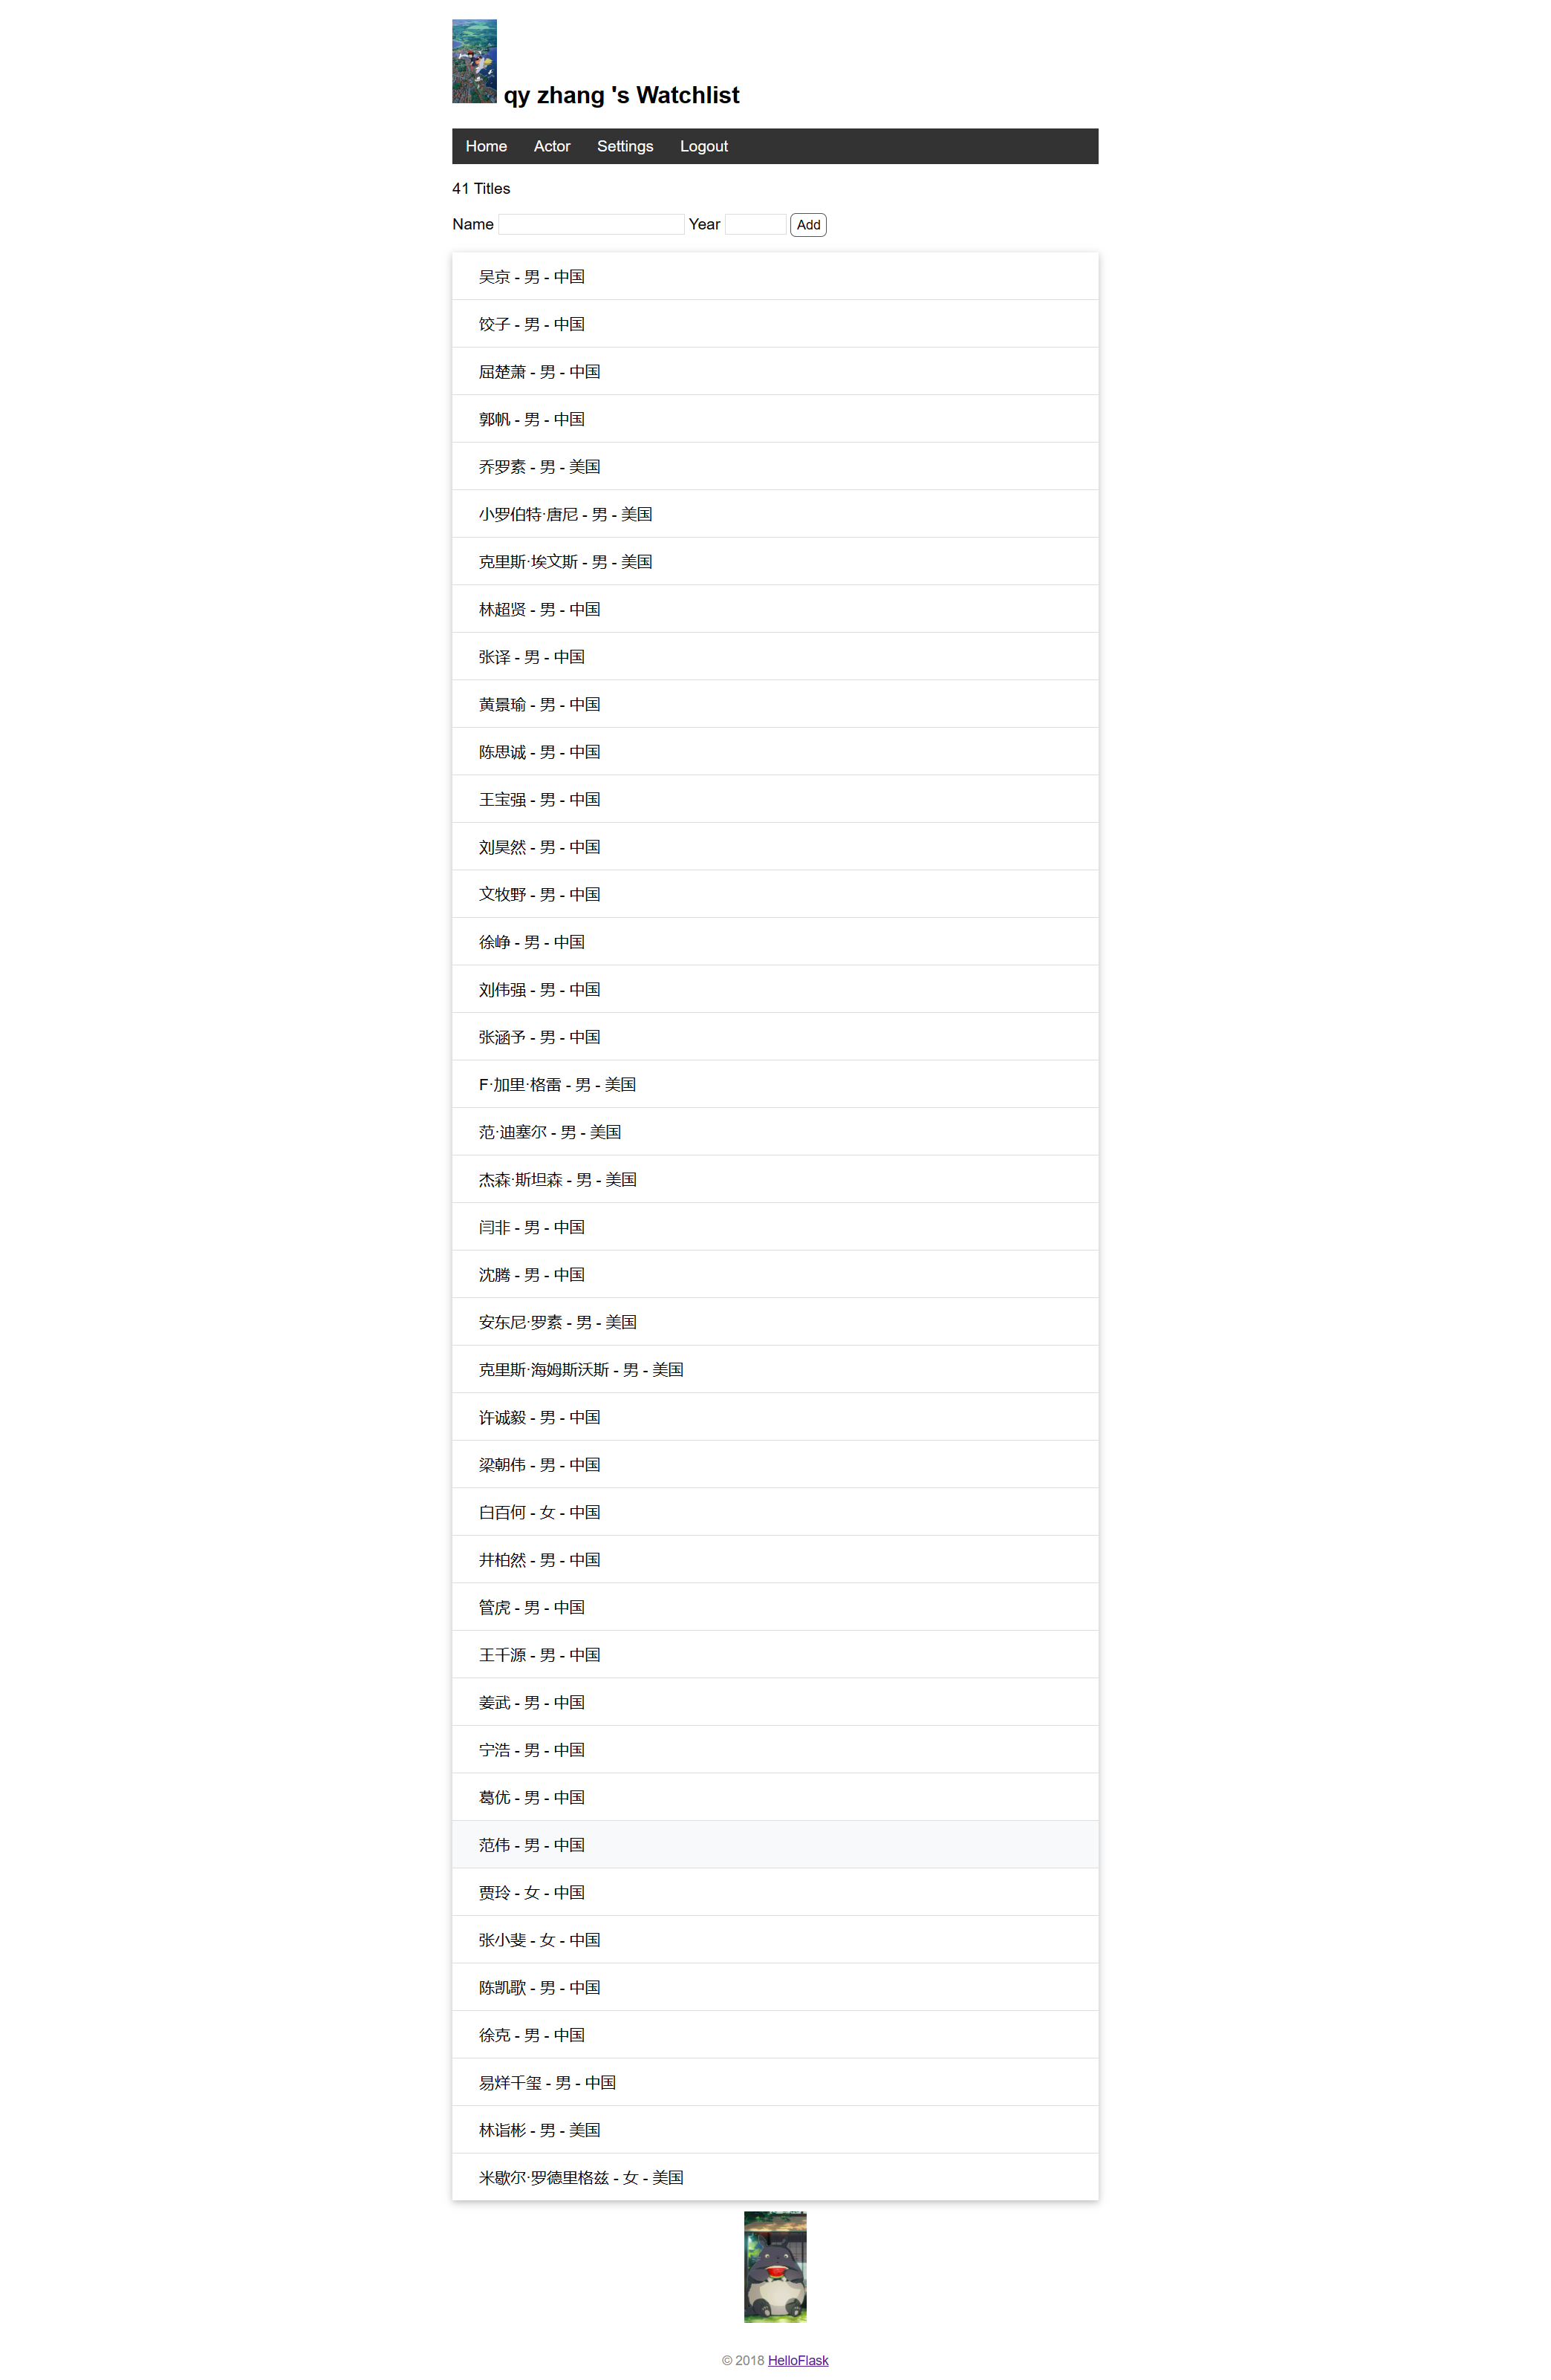 qy zhang 's Watchlist
Home Actor Settings Logout
41 Titles
Name Year Add
吴京 - 男 - 中国
饺子 - 男 - 中国
屈楚萧 - 男 - 中国
郭帆 - 男 - 中国
乔罗素 - 男 - 美国
小罗伯特·唐尼 - 男 - 美国
克里斯·埃文斯 - 男 - 美国
林超贤 - 男 - 中国
张译 - 男 - 中国
黄景瑜 - 男 - 中国
陈思诚 - 男 - 中国
王宝强 - 男 - 中国
刘昊然 - 男 - 中国
文牧野 - 男 - 中国
徐峥 - 男 - 中国
刘伟强 - 男 - 中国
张涵予 - 男 - 中国
F·加里·格雷 - 男 - 美国
范·迪塞尔 - 男 - 美国
杰森·斯坦森 - 男 - 美国
闫非 - 男 - 中国
沈腾 - 男 - 中国
安东尼·罗素 - 男 - 美国
克里斯·海姆斯沃斯 - 男 - 美国
许诚毅 - 男 - 中国
梁朝伟 - 男 - 中国
白百何 - 女 - 中国
井柏然 - 男 - 中国
管虎 - 男 - 中国
王千源 - 男 - 中国
姜武 - 男 - 中国
宁浩 - 男 - 中国
葛优 - 男 - 中国
范伟 - 男 - 中国
贾玲 - 女 - 中国
张小斐 - 女 - 中国
陈凯歌 - 男 - 中国
徐克 - 男 - 中国
易烊千玺 - 男 - 中国
林诣彬 - 男 - 美国
米歇尔·罗德里格兹 - 女 - 美国
© 2018 HelloFlask